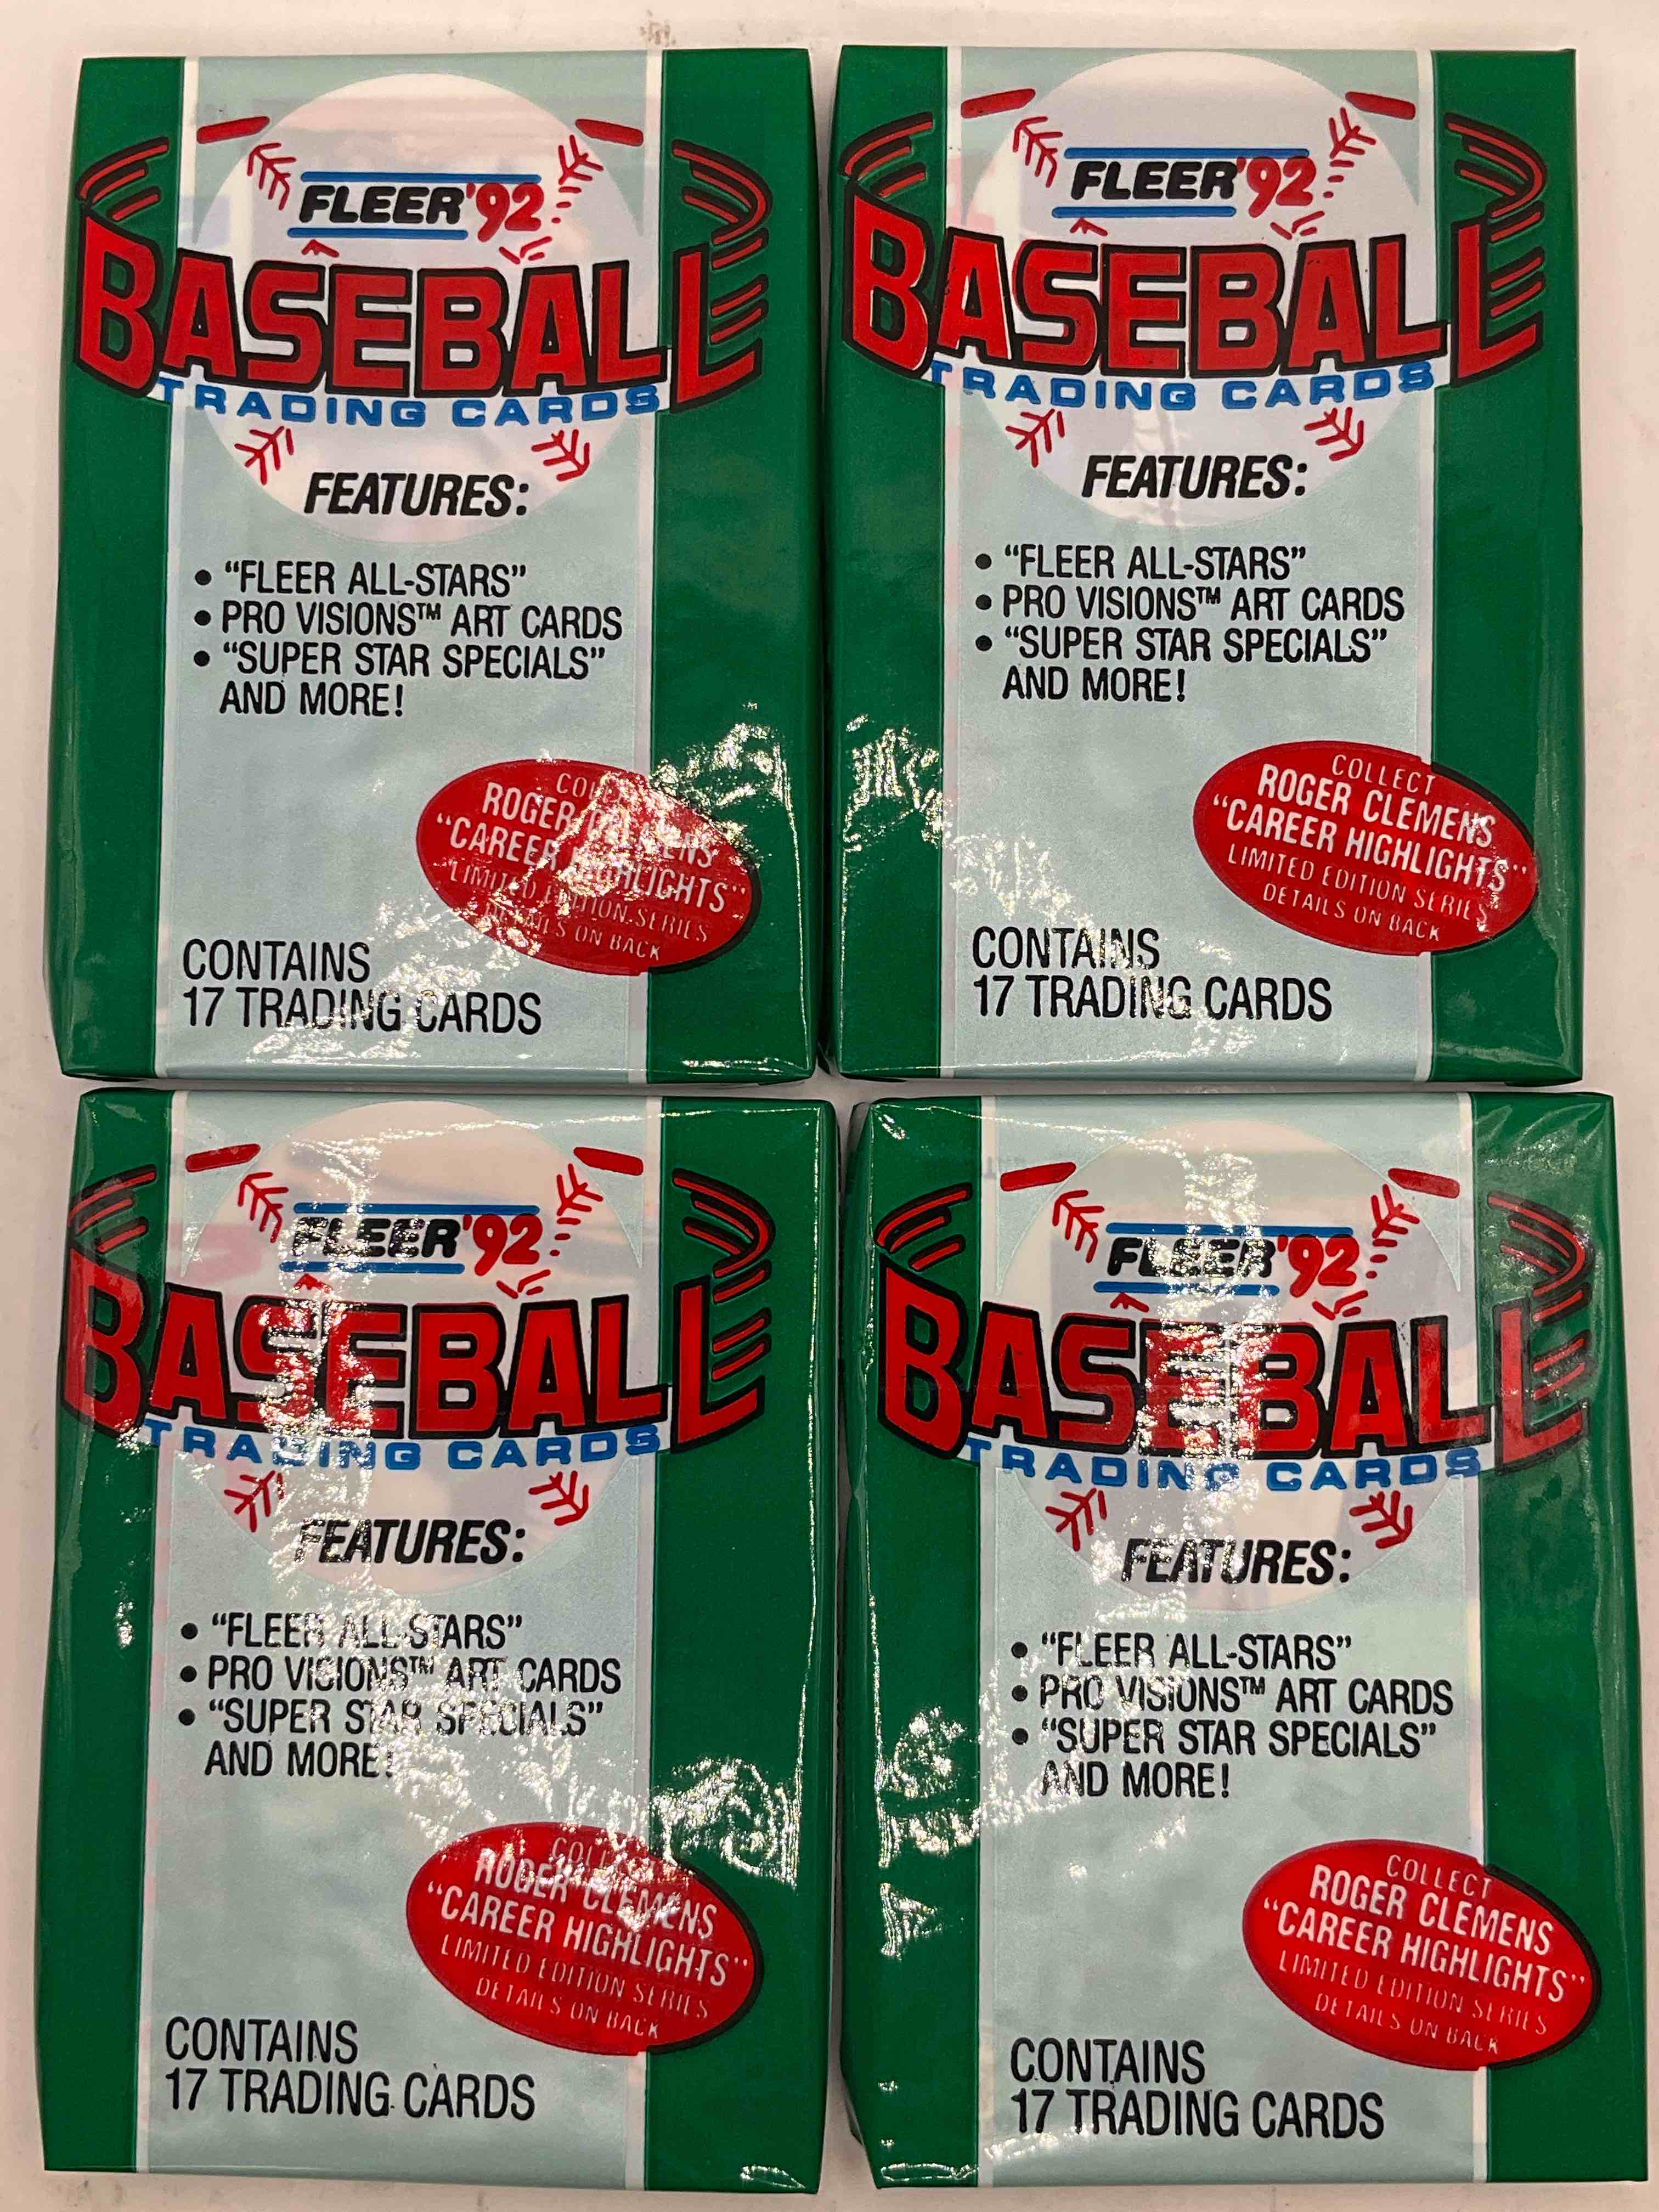 FLEER'92
BASEBALL
TRADING CARDS
FEATURES:
• "FLEER ALL-STARS"
• PRO VISIONS™ ART CARDS
• "SUPER STAR SPECIALS"
AND MORE!
COLLECT
ROGER CLEMENS
"CAREER HIGHLIGHTS"
LIMITED EDITION SERIES
DETAILS ON BACK
CONTAINS
17 TRADING CARDS
FLEER'92
BASEBALL
TRADING CARDS
FEATURES:
• "FLEER ALL-STARS"
• PRO VISIONS™ ART CARDS
• "SUPER STAR SPECIALS"
AND MORE!
COLLECT
ROGER CLEMENS
"CAREER HIGHLIGHTS"
LIMITED EDITION SERIES
DETAILS ON BACK
CONTAINS
17 TRADING CARDS
FLEER'92
BASEBALL
TRADING CARDS
FEATURES:
• "FLEER ALL-STARS"
• PRO VISIONS™ ART CARDS
• "SUPER STAR SPECIALS"
AND MORE!
COLLECT
ROGER CLEMENS
"CAREER HIGHLIGHTS"
LIMITED EDITION SERIES
DETAILS ON BACK
CONTAINS
17 TRADING CARDS
FLEER'92
BASEBALL
TRADING CARDS
FEATURES:
• "FLEER ALL-STARS"
• PRO VISIONS™ ART CARDS
• "SUPER STAR SPECIALS"
AND MORE!
COLLECT
ROGER CLEMENS
"CAREER HIGHLIGHTS"
LIMITED EDITION SERIES
DETAILS ON BACK
CONTAINS
17 TRADING CARDS